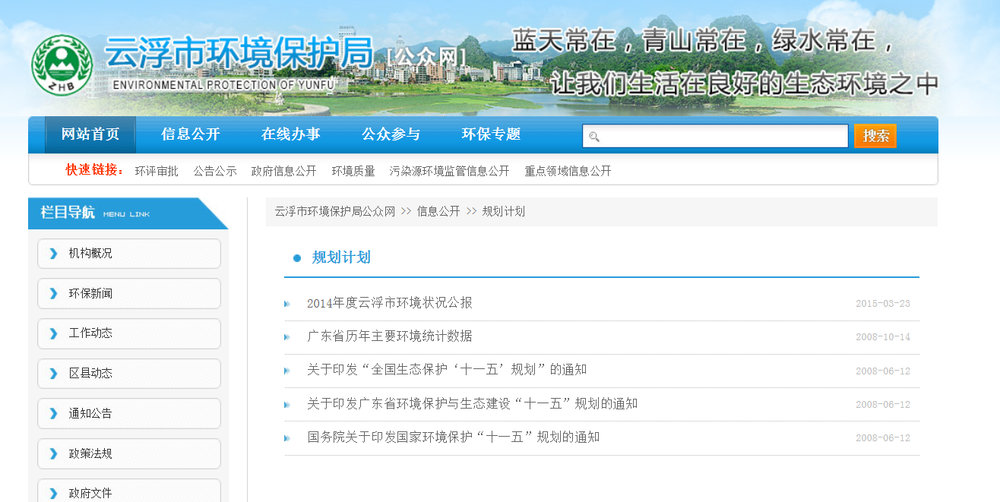 云浮市环境保护局[公众网]
ENVIRONMENTAL PROTECTION OF YUNFU
ZHB
蓝天常在，青山常在，绿水常在，
让我们生活在良好的生态环境之中
网站首页 信息公开 在线办事 公众参与 环保专题 搜索
快速链接： 环评审批 公告公示 政府信息公开 环境质量 污染源环境监管信息公开 重点领域信息公开
栏目导航 MENU LINK
机构概况
环保新闻
工作动态
区县动态
通知公告
政策法规
政府文件
云浮市环境保护局公众网 >> 信息公开 >> 规划计划
规划计划
2014年度云浮市环境状况公报 2015-03-23
广东省历年主要环境统计数据 2008-10-14
关于印发“全国生态保护‘十一五’规划”的通知 2008-06-12
关于印发广东省环境保护与生态建设“十一五”规划的通知 2008-06-12
国务院关于印发国家环境保护“十一五”规划的通知 2008-06-12